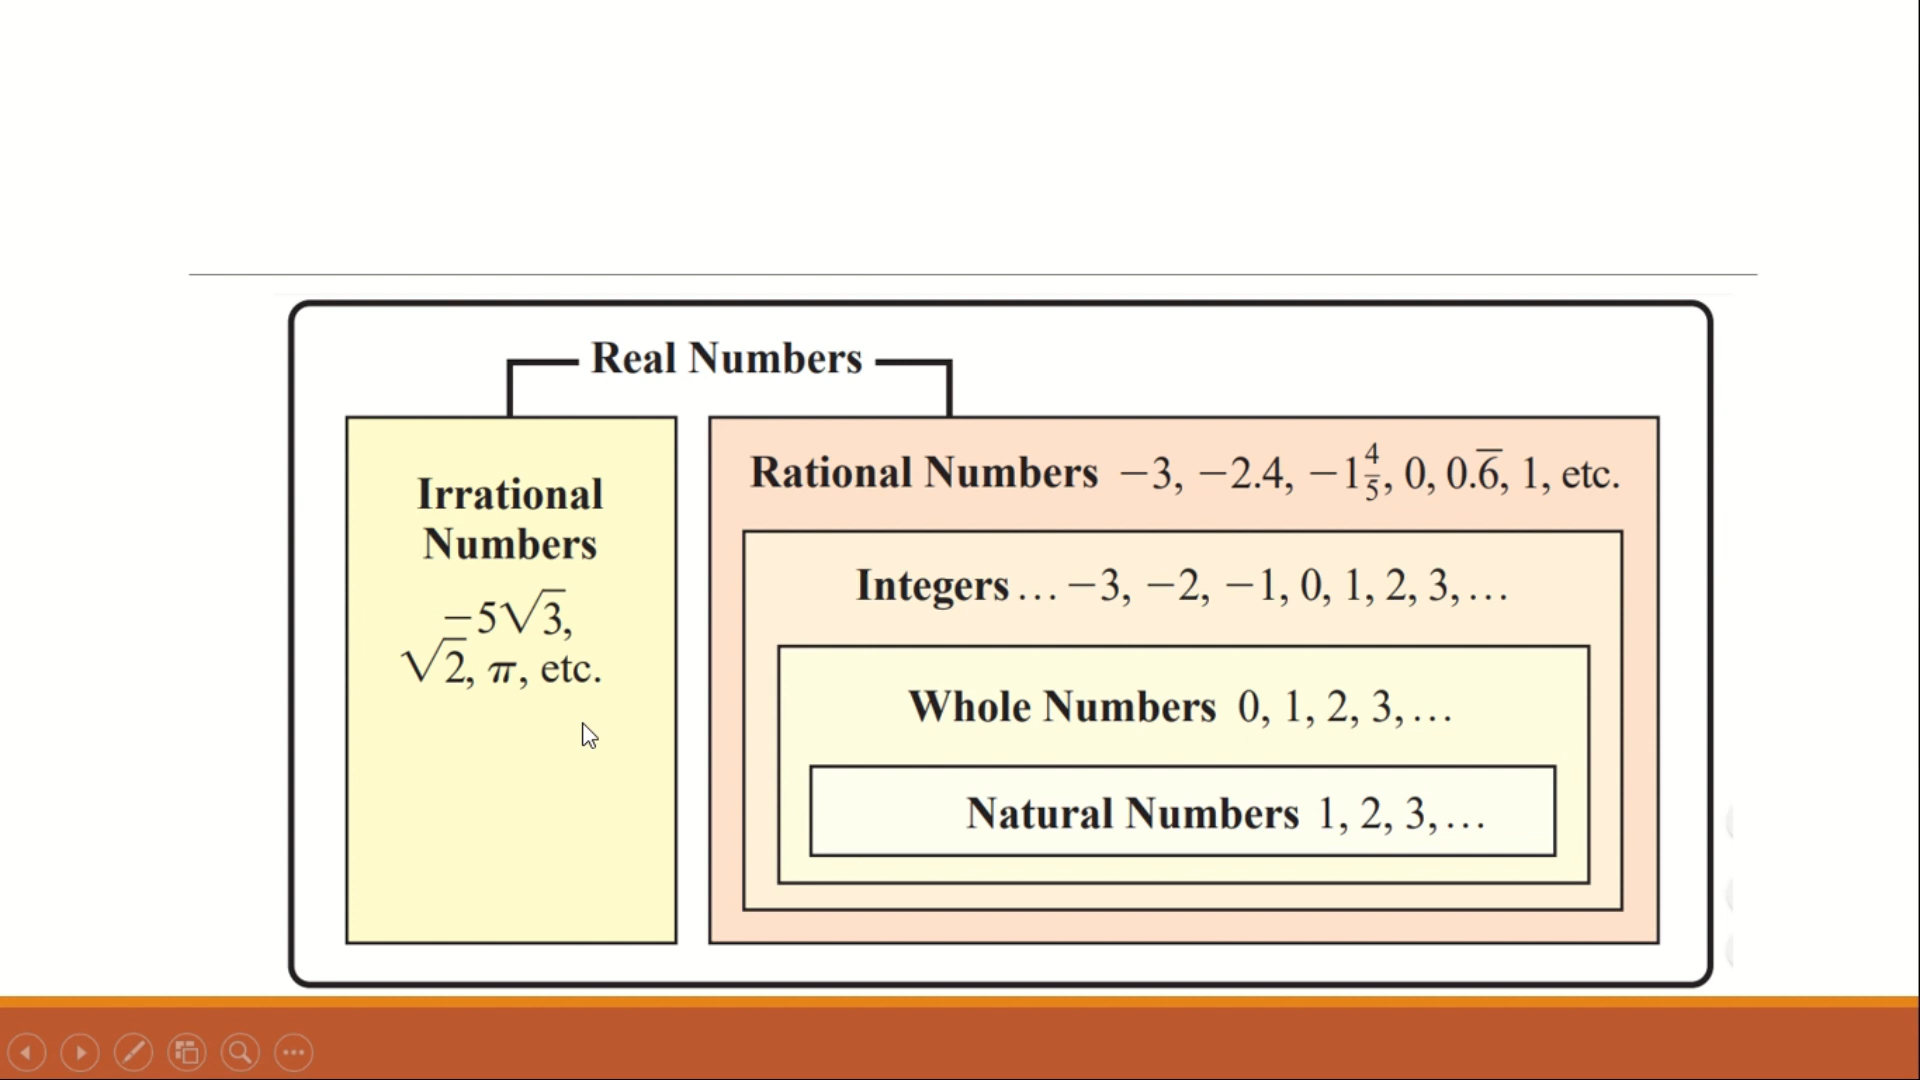 Real Numbers
Irrational
Numbers
−5√3,
√2, π, etc.
Rational Numbers −3, −2.4, −1 4/5, 0, 0.6̅, 1, etc.
Integers … −3, −2, −1, 0, 1, 2, 3, …
Whole Numbers 0, 1, 2, 3, …
Natural Numbers 1, 2, 3, …